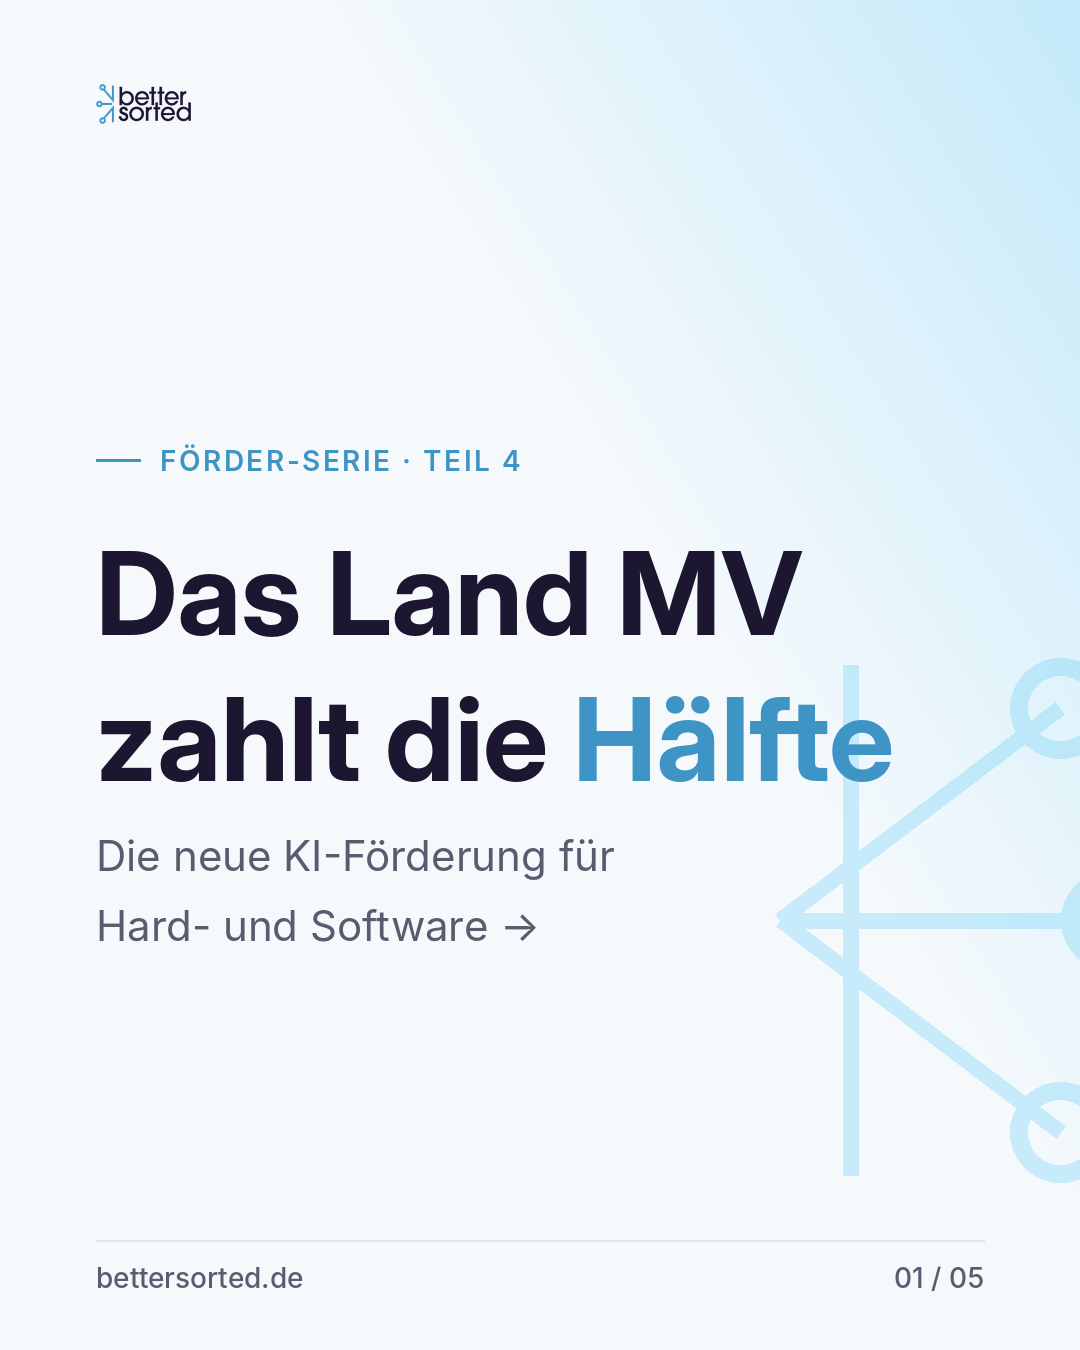 better
sorted
FÖRDER-SERIE · TEIL 4
Das Land MV
zahlt die Hälfte
Die neue KI-Förderung für
Hard- und Software →
bettersorted.de
01 / 05